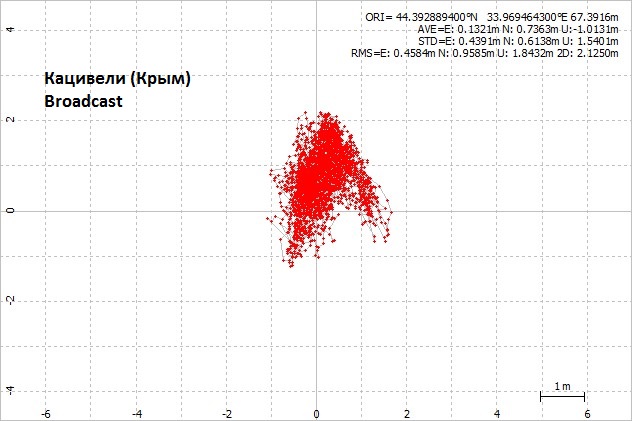 ORI= 44.392889400°N   33.969464300°E 67.3916m
AVE=E: 0.1321m N: 0.7363m U:-1.0131m
STD=E: 0.4391m N: 0.6138m U: 1.5401m
RMS=E: 0.4584m N: 0.9585m U: 1.8432m 2D: 2.1250m
Кацивели (Крым)
Broadcast
4
2
0
-2
-4
1 m
-6 -4 -2 0 2 4 6